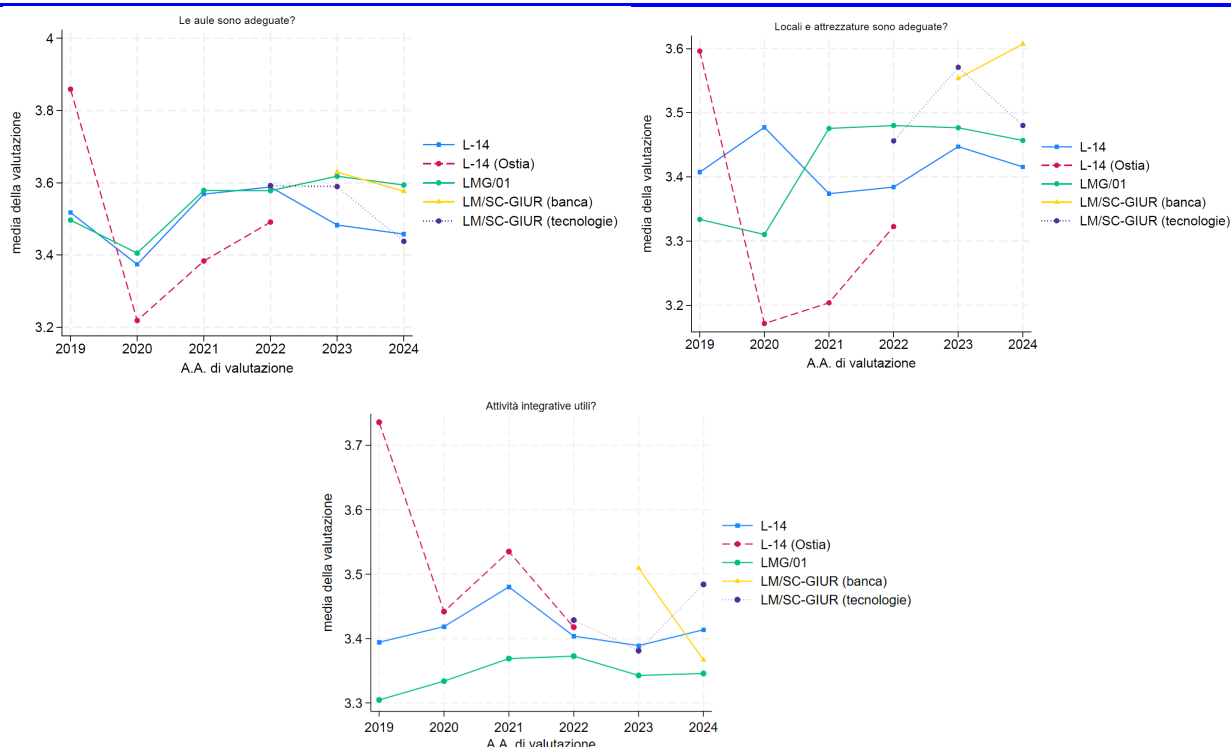 Le aule sono adeguate?
4
3.8
3.6
3.4
3.2
media della valutazione
2019 2020 2021 2022 2023 2024
A.A. di valutazione
L-14
L-14 (Ostia)
LMG/01
LM/SC-GIUR (banca)
LM/SC-GIUR (tecnologie)
Locali e attrezzature sono adeguate?
3.6
3.5
3.4
3.3
3.2
media della valutazione
2019 2020 2021 2022 2023 2024
A.A. di valutazione
L-14
L-14 (Ostia)
LMG/01
LM/SC-GIUR (banca)
LM/SC-GIUR (tecnologie)
Attività integrative utili?
3.7
3.6
3.5
3.4
3.3
media della valutazione
2019 2020 2021 2022 2023 2024
A.A. di valutazione
L-14
L-14 (Ostia)
LMG/01
LM/SC-GIUR (banca)
LM/SC-GIUR (tecnologie)